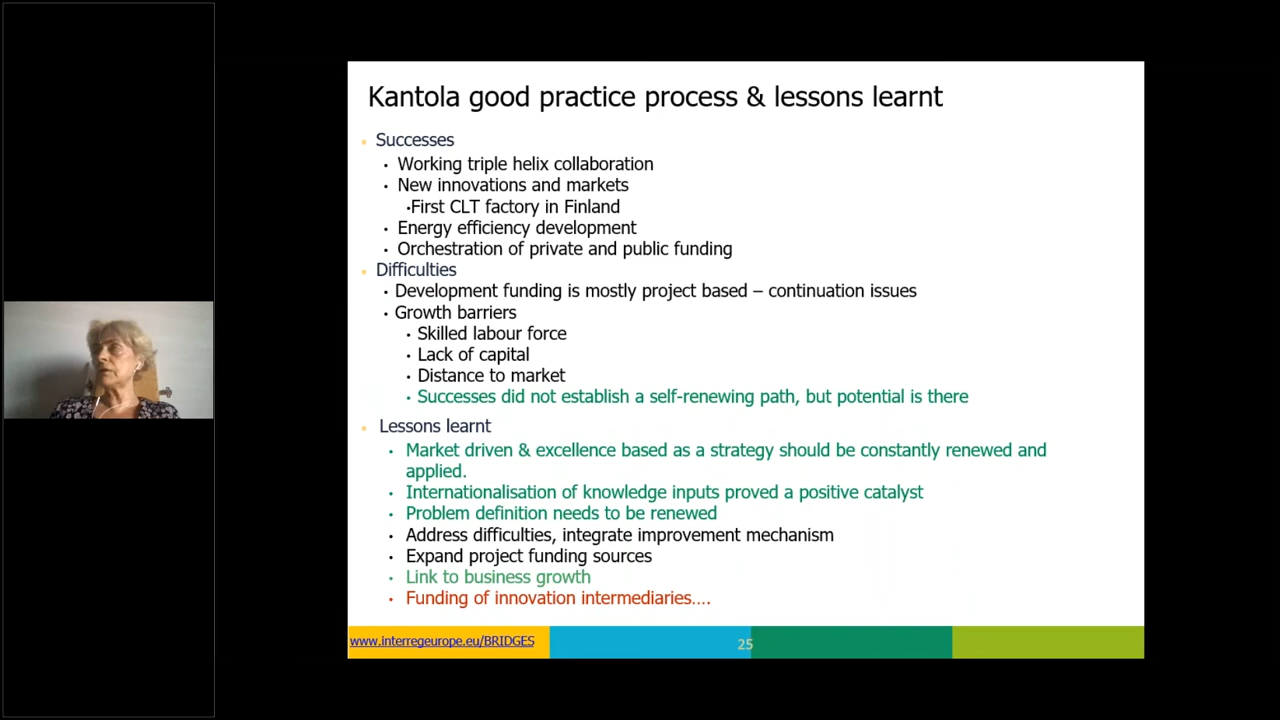 Kantola good practice process & lessons learnt
▪ Successes
• Working triple helix collaboration
• New innovations and markets
•First CLT factory in Finland
• Energy efficiency development
• Orchestration of private and public funding
▪ Difficulties
• Development funding is mostly project based – continuation issues
• Growth barriers
• Skilled labour force
• Lack of capital
• Distance to market
• Successes did not establish a self-renewing path, but potential is there
▪ Lessons learnt
• Market driven & excellence based as a strategy should be constantly renewed and
applied.
• Internationalisation of knowledge inputs proved a positive catalyst
• Problem definition needs to be renewed
• Address difficulties, integrate improvement mechanism
• Expand project funding sources
• Link to business growth
• Funding of innovation intermediaries….
www.interregeurope.eu/BRIDGES
25